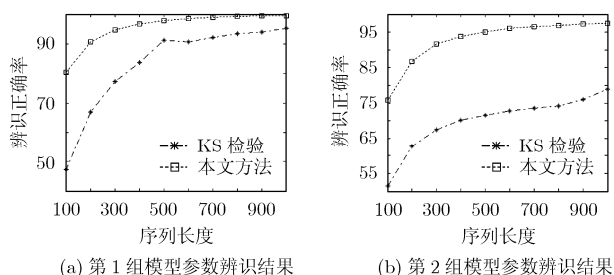 辨识正确率
90
70
50
100 300 500 700 900
序列长度
KS 检验
本文方法
(a) 第 1 组模型参数辨识结果
辨识正确率
95
85
75
65
55
100 300 500 700 900
序列长度
KS 检验
本文方法
(b) 第 2 组模型参数辨识结果